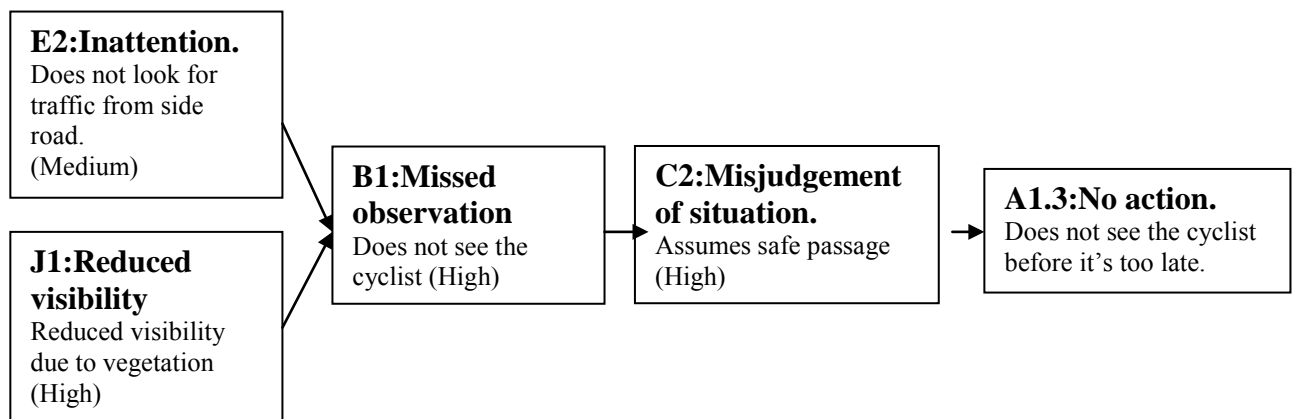 E2:Inattention.
Does not look for
traffic from side
road.
(Medium)
J1:Reduced
visibility
Reduced visibility
due to vegetation
(High)
B1:Missed
observation
Does not see the
cyclist (High)
C2:Misjudgement
of situation.
Assumes safe passage
(High)
A1.3:No action.
Does not see the cyclist
before it's too late.